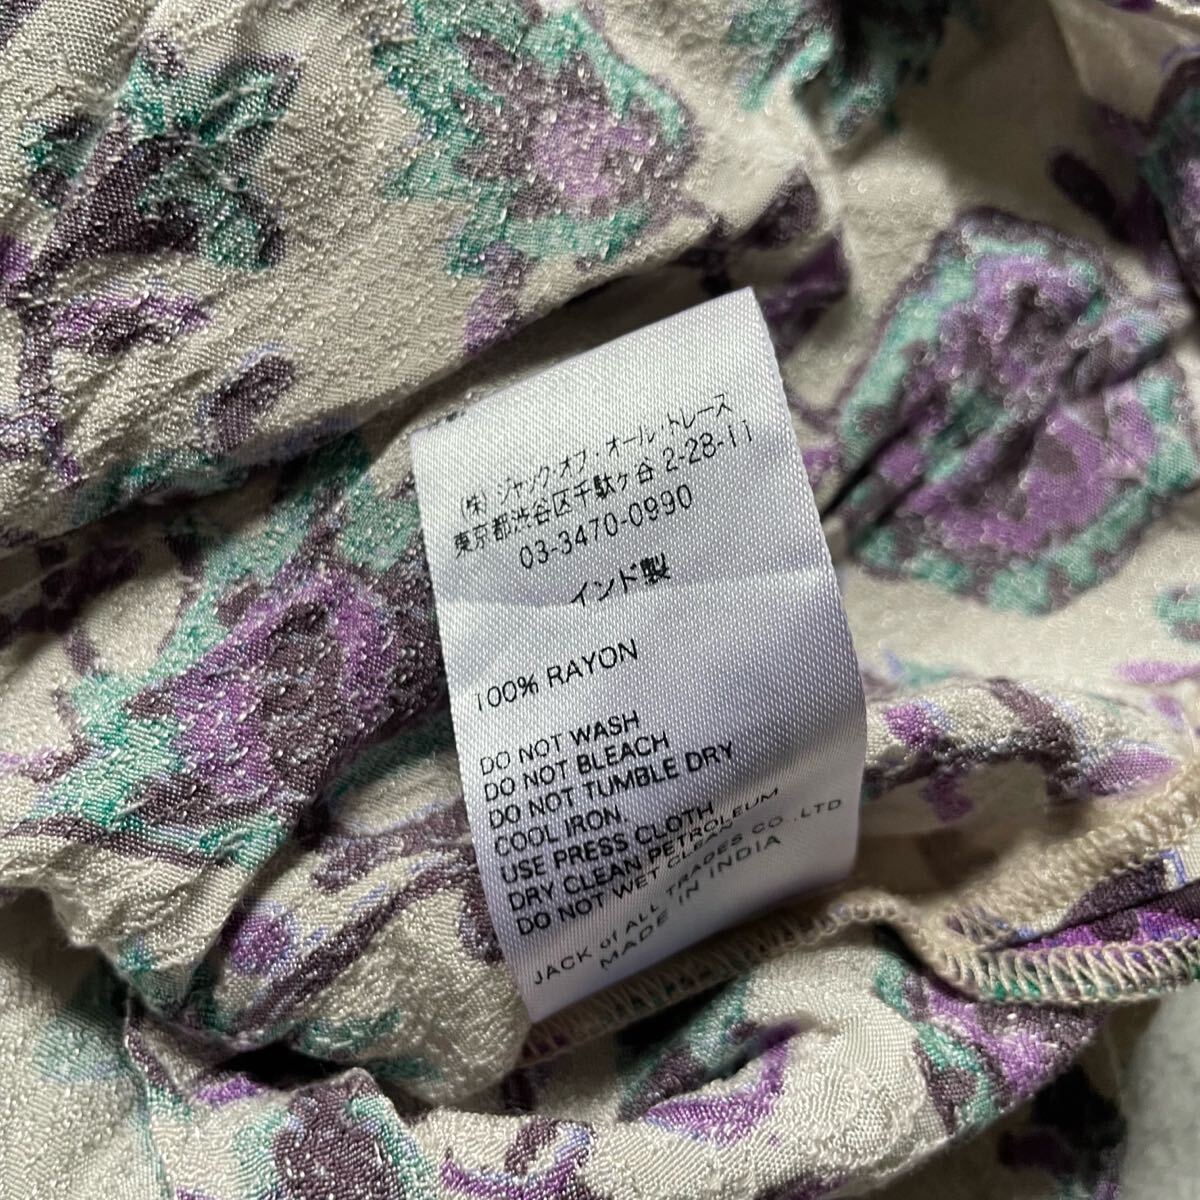 (株) ジャック・オブ・オール・トレース
東京都渋谷区千駄ヶ谷 2-28-11
03-3470-0990
インド製
100% RAYON
DO NOT WASH
DO NOT BLEACH
DO NOT TUMBLE DRY
COOL IRON.
USE PRESS CLOTH
DRY CLEAN PETROLEUM
DO NOT WET CLEAN
JACK of ALL TRADES CO.,LTD
MADE IN INDIA